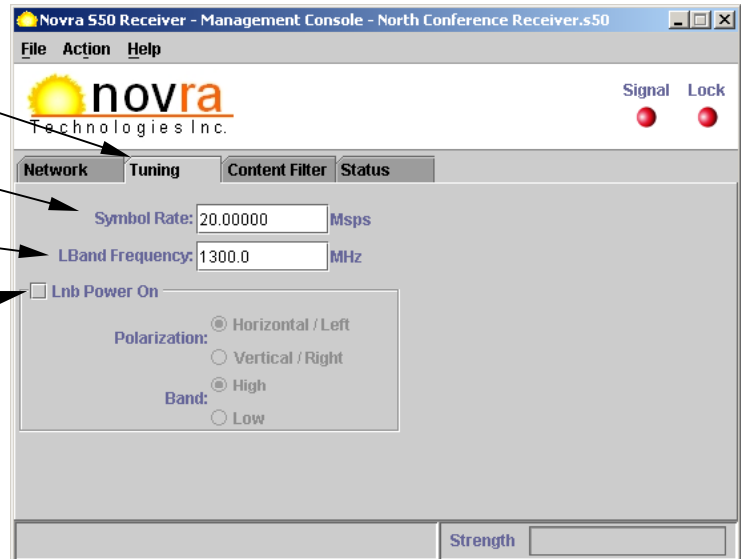 Novra S50 Receiver - Management Console - North Conference Receiver.s50
File Action Help
novra
Technologies Inc.
Signal Lock
Network Tuning Content Filter Status
Symbol Rate: 20.00000 Msps
LBand Frequency: 1300.0 MHz
Lnb Power On
Polarization: Horizontal / Left
Vertical / Right
Band: High
Low
Strength